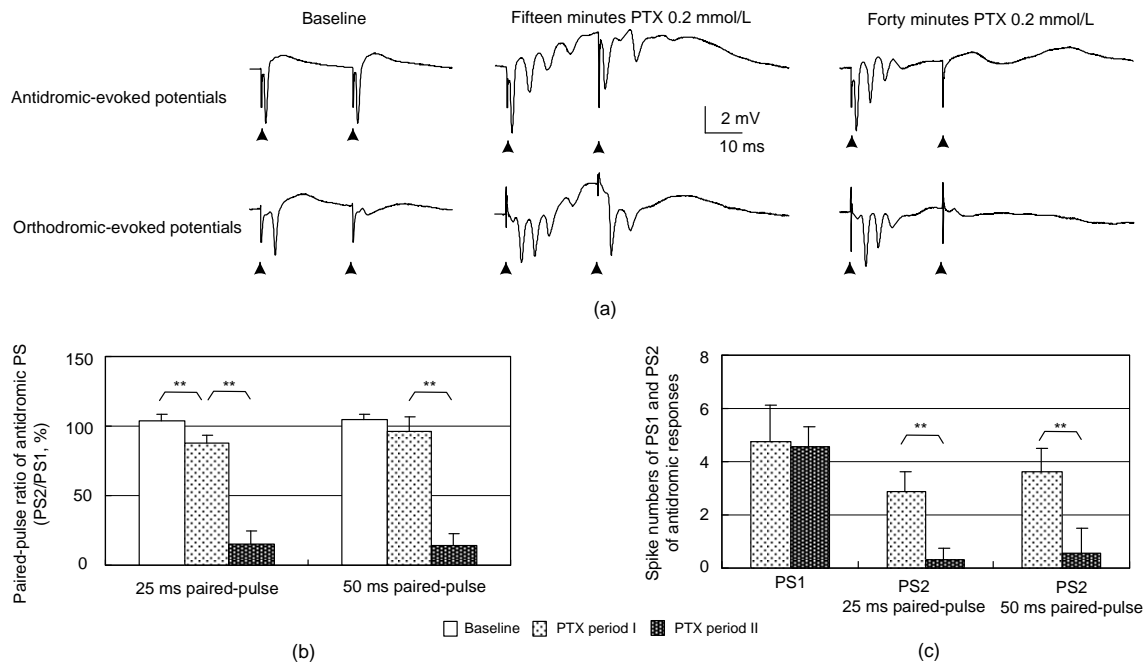 Baseline
Fifteen minutes PTX 0.2 mmol/L
Forty minutes PTX 0.2 mmol/L
Antidromic-evoked potentials
2 mV
10 ms
Orthodromic-evoked potentials
(a)
Paired-pulse ratio of antidromic PS
(PS2/PS1, %)
150
100
50
0
**
**
**
25 ms paired-pulse
50 ms paired-pulse
(b)
Spike numbers of PS1 and PS2
of antidromic responses
8
6
4
2
0
**
**
PS1
PS2
25 ms paired-pulse
PS2
50 ms paired-pulse
(c)
Baseline
PTX period I
PTX period II